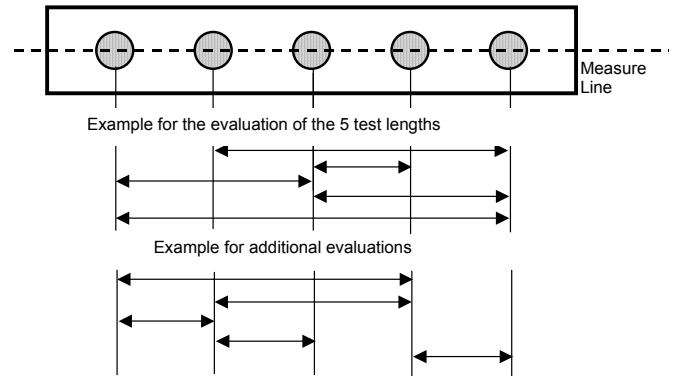 Measure
Line
Example for the evaluation of the 5 test lengths
Example for additional evaluations